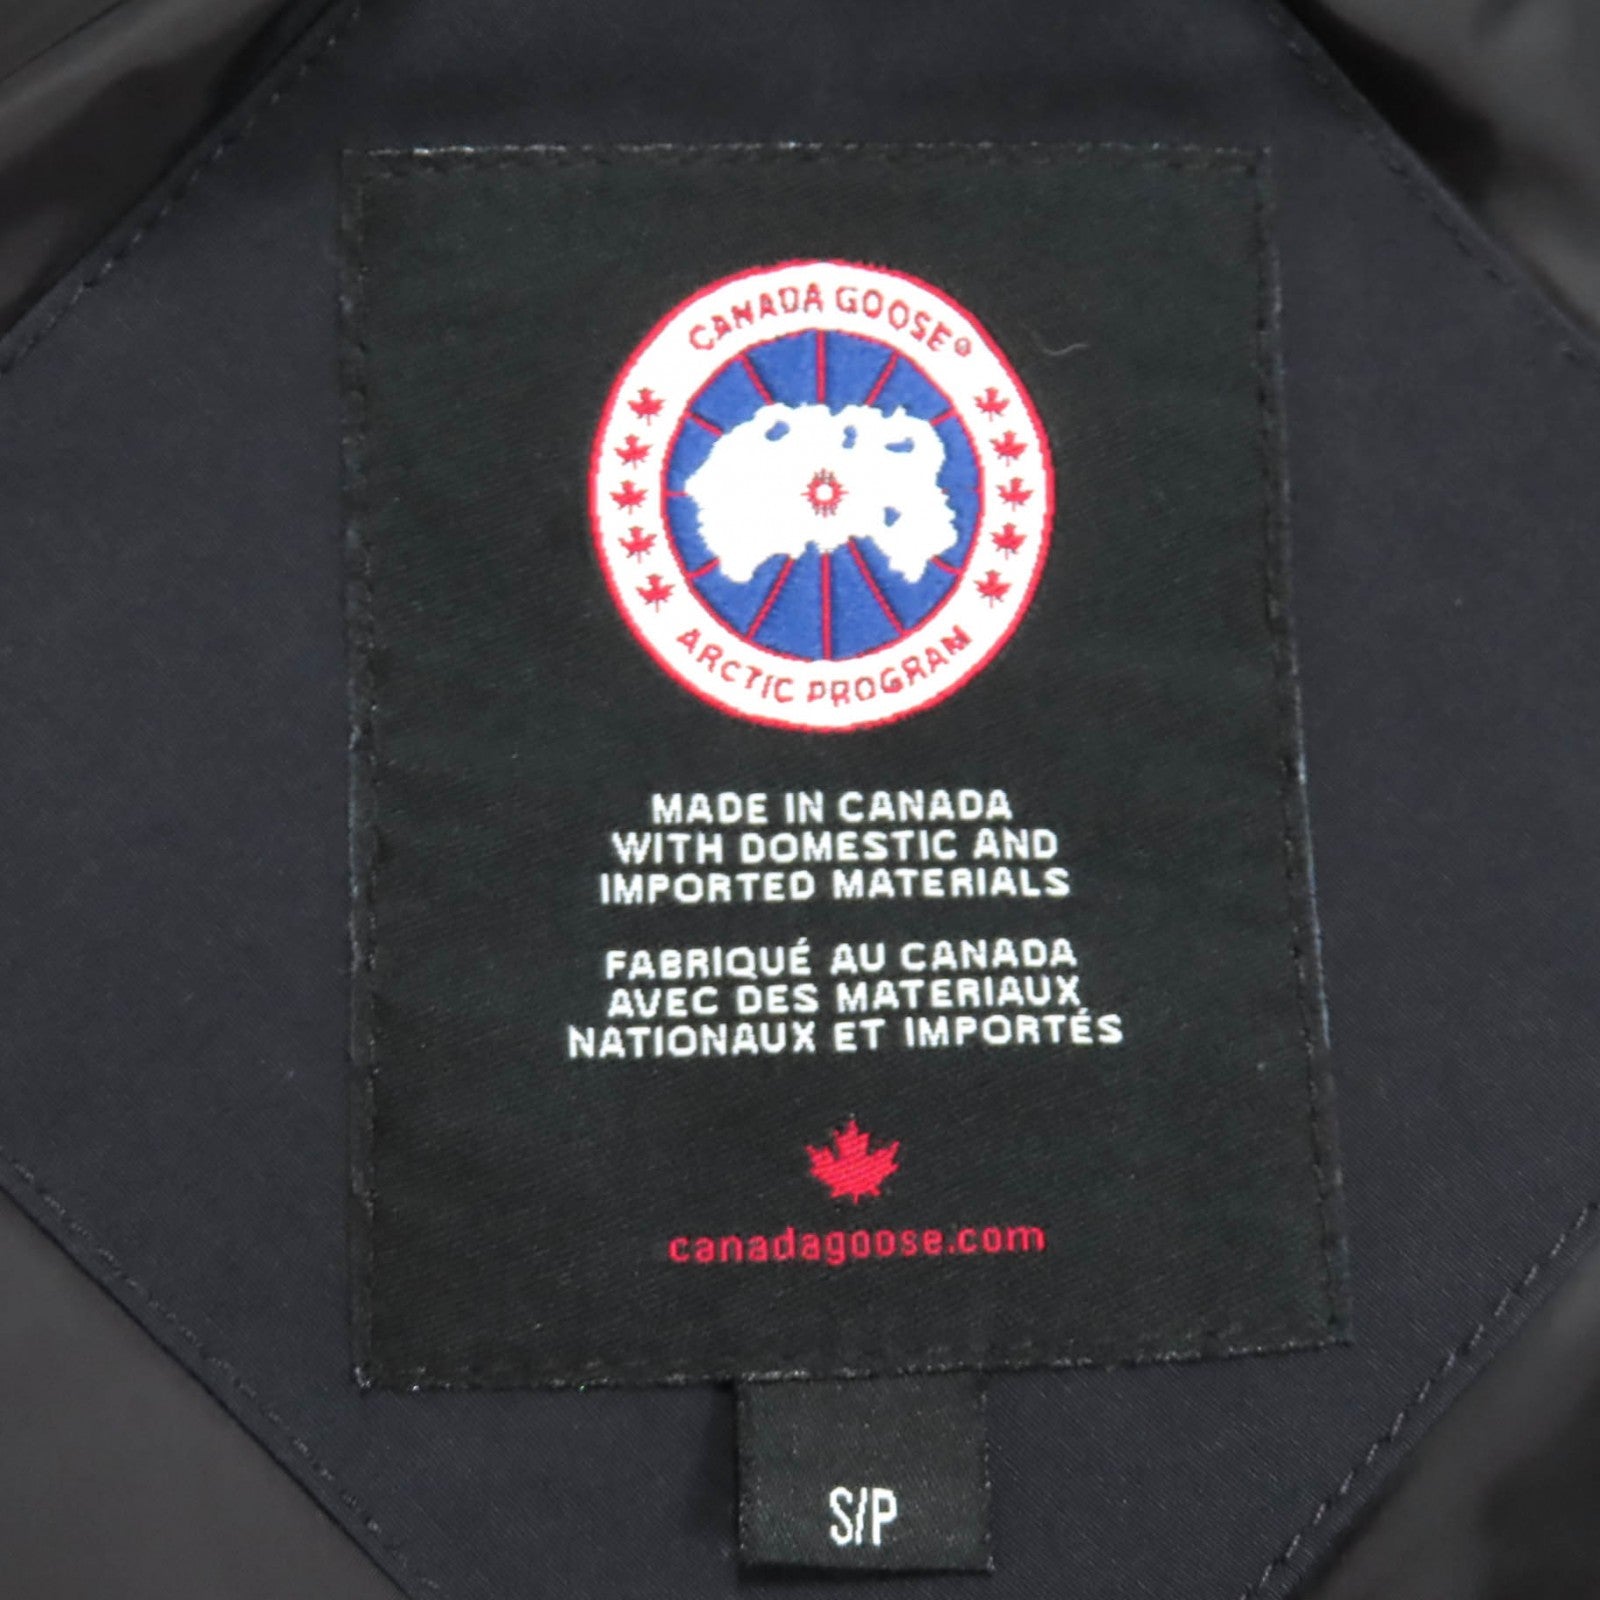 CANADA GOOSE®
ARCTIC PROGRAM
MADE IN CANADA
WITH DOMESTIC AND
IMPORTED MATERIALS
FABRIQUÉ AU CANADA
AVEC DES MATERIAUX
NATIONAUX ET IMPORTÉS
canadagoose.com
S/P